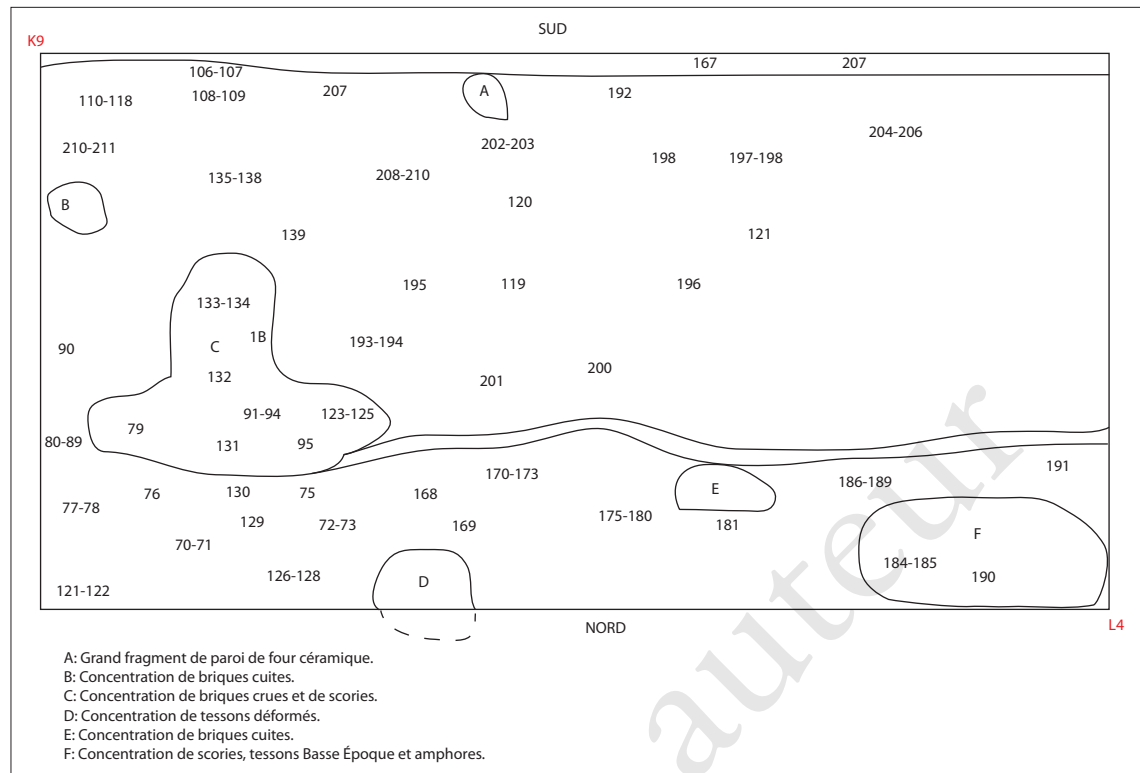 SUD
K9
167 207
106-107
110-118 108-109 207 A 192
204-206
210-211 202-203 198 197-198
135-138 208-210
B 120
139 121
195 119 196
133-134
1B
90 C 193-194
132 201 200
79 91-94 123-125
80-89 131 95
191
76 130 75 168 170-173 E 186-189
77-78
129 72-73 169 175-180 181
70-71 F
184-185
121-122 126-128 D 190
NORD
L4
A: Grand fragment de paroi de four céramique.
B: Concentration de briques cuites.
C: Concentration de briques crues et de scories.
D: Concentration de tessons déformés.
E: Concentration de briques cuites.
F: Concentration de scories, tessons Basse Époque et amphores.
auteur